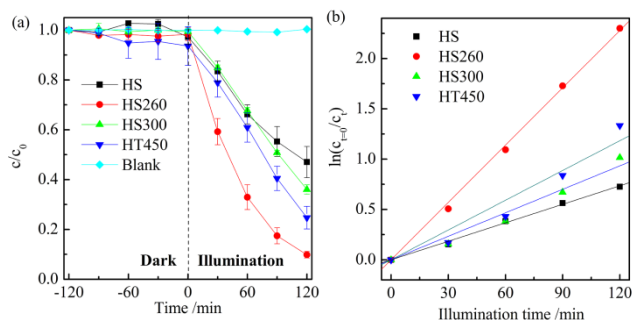 (a)
1.0
0.8
0.6
0.4
0.2
0.0
c/c0
HS
HS260
HS300
HT450
Blank
Dark
Illumination
-120
-60
0
60
120
Time /min
(b)
2.5
2.0
1.5
1.0
0.5
0.0
ln(ct=0/ct)
HS
HS260
HS300
HT450
0
30
60
90
120
Illumination time /min